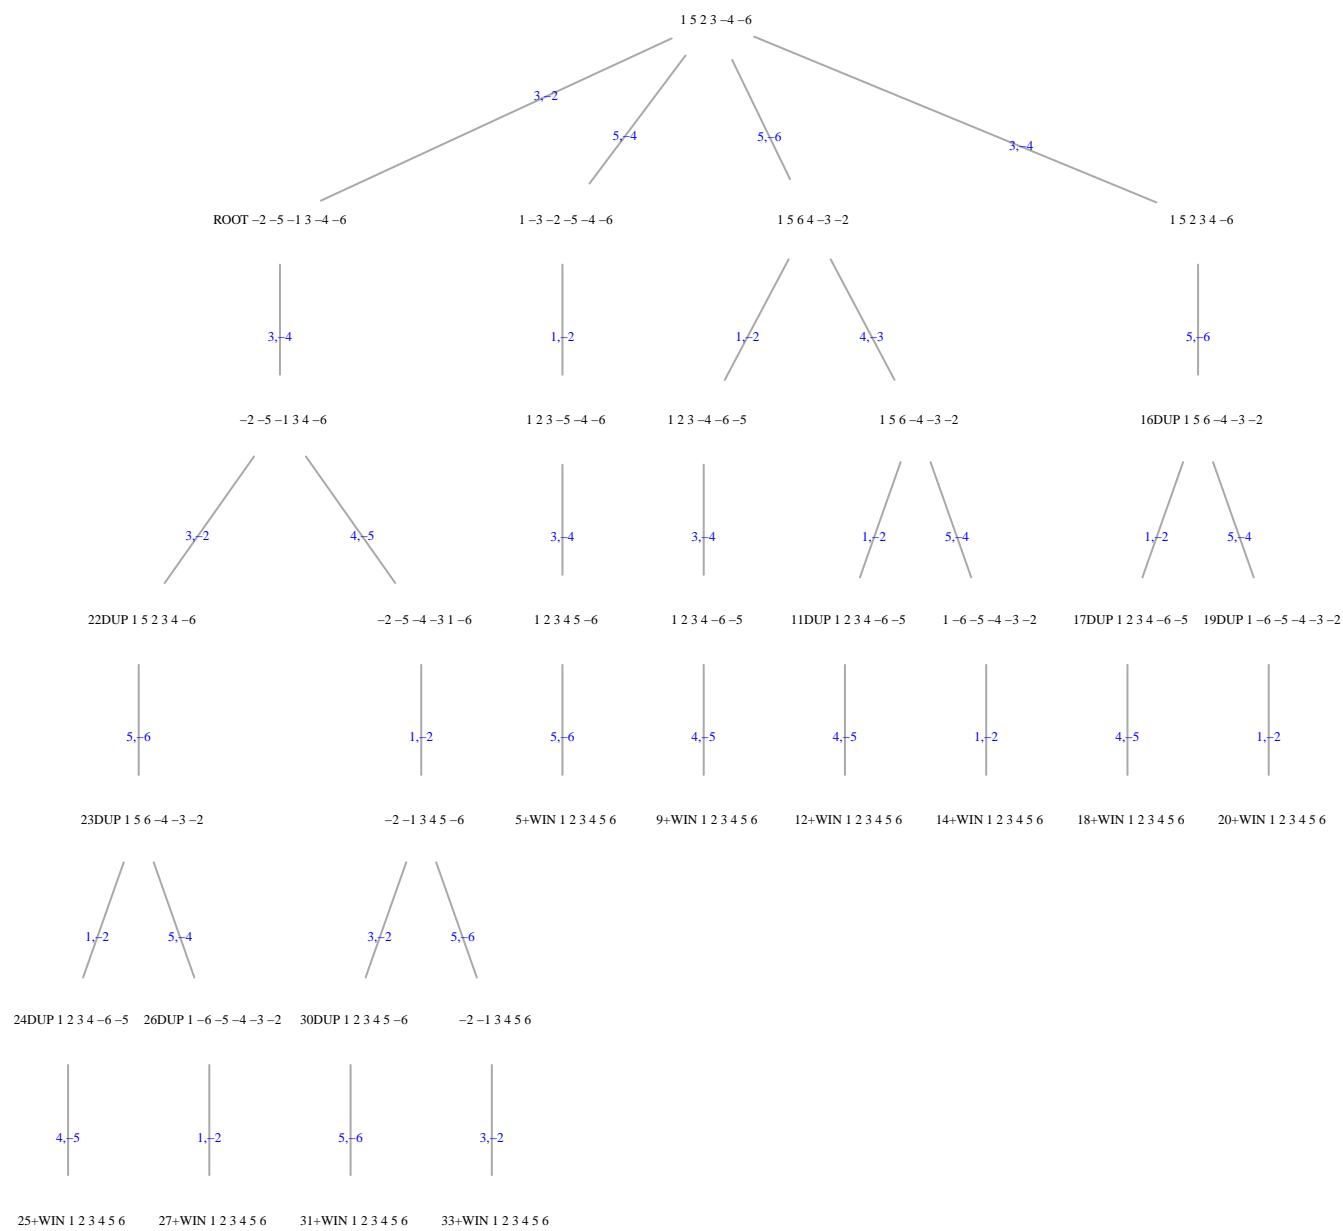 1 5 2 3 −4 −6
3,−2
5,−4
5,−6
3,−4
ROOT −2 −5 −1 3 −4 −6
1 −3 −2 −5 −4 −6
1 5 6 4 −3 −2
1 5 2 3 4 −6
3,−4
1,−2
1,−2
4,−3
5,−6
−2 −5 −1 3 4 −6
1 2 3 −5 −4 −6
1 2 3 −4 −6 −5
1 5 6 −4 −3 −2
16DUP 1 5 6 −4 −3 −2
3,−2
4,−5
3,−4
3,−4
1,−2
5,−4
1,−2
5,−4
22DUP 1 5 2 3 4 −6
−2 −5 −4 −3 1 −6
1 2 3 4 5 −6
1 2 3 4 −6 −5
11DUP 1 2 3 4 −6 −5
1 −6 −5 −4 −3 −2
17DUP 1 2 3 4 −6 −5
19DUP 1 −6 −5 −4 −3 −2
5,−6
1,−2
5,−6
4,−5
4,−5
1,−2
4,−5
1,−2
23DUP 1 5 6 −4 −3 −2
−2 −1 3 4 5 −6
5+WIN 1 2 3 4 5 6
9+WIN 1 2 3 4 5 6
12+WIN 1 2 3 4 5 6
14+WIN 1 2 3 4 5 6
18+WIN 1 2 3 4 5 6
20+WIN 1 2 3 4 5 6
1,−2
5,−4
3,−2
5,−6
24DUP 1 2 3 4 −6 −5
26DUP 1 −6 −5 −4 −3 −2
30DUP 1 2 3 4 5 −6
−2 −1 3 4 5 6
4,−5
1,−2
5,−6
3,−2
25+WIN 1 2 3 4 5 6
27+WIN 1 2 3 4 5 6
31+WIN 1 2 3 4 5 6
33+WIN 1 2 3 4 5 6